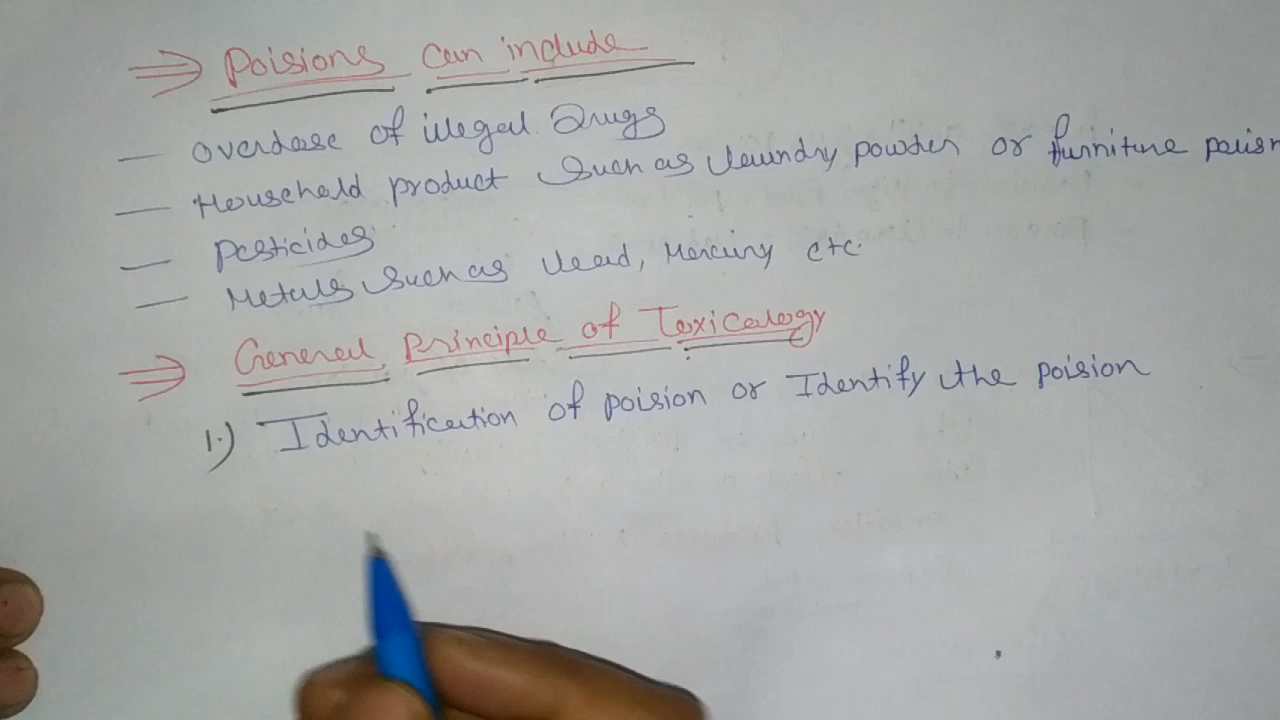 ⇒ Poisions can include
— overdose of illegal Drugs
— Household product Such as laundry powder or furniture
— Pesticides
— Metals Such as lead, Mercury etc.
⇒ General Principle of Toxicology
1.) Identification of poision or Identify the poision